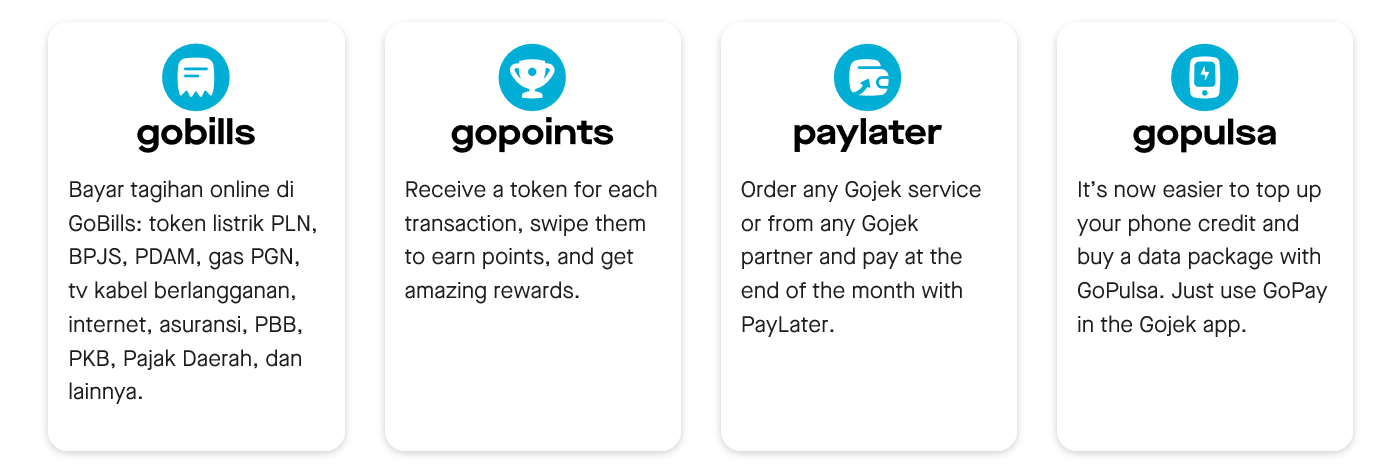 gobills
Bayar tagihan online di
GoBills: token listrik PLN,
BPJS, PDAM, gas PGN,
tv kabel berlangganan,
internet, asuransi, PBB,
PKB, Pajak Daerah, dan
lainnya.
gopoints
Receive a token for each
transaction, swipe them
to earn points, and get
amazing rewards.
paylater
Order any Gojek service
or from any Gojek
partner and pay at the
end of the month with
PayLater.
gopulsa
It’s now easier to top up
your phone credit and
buy a data package with
GoPulsa. Just use GoPay
in the Gojek app.